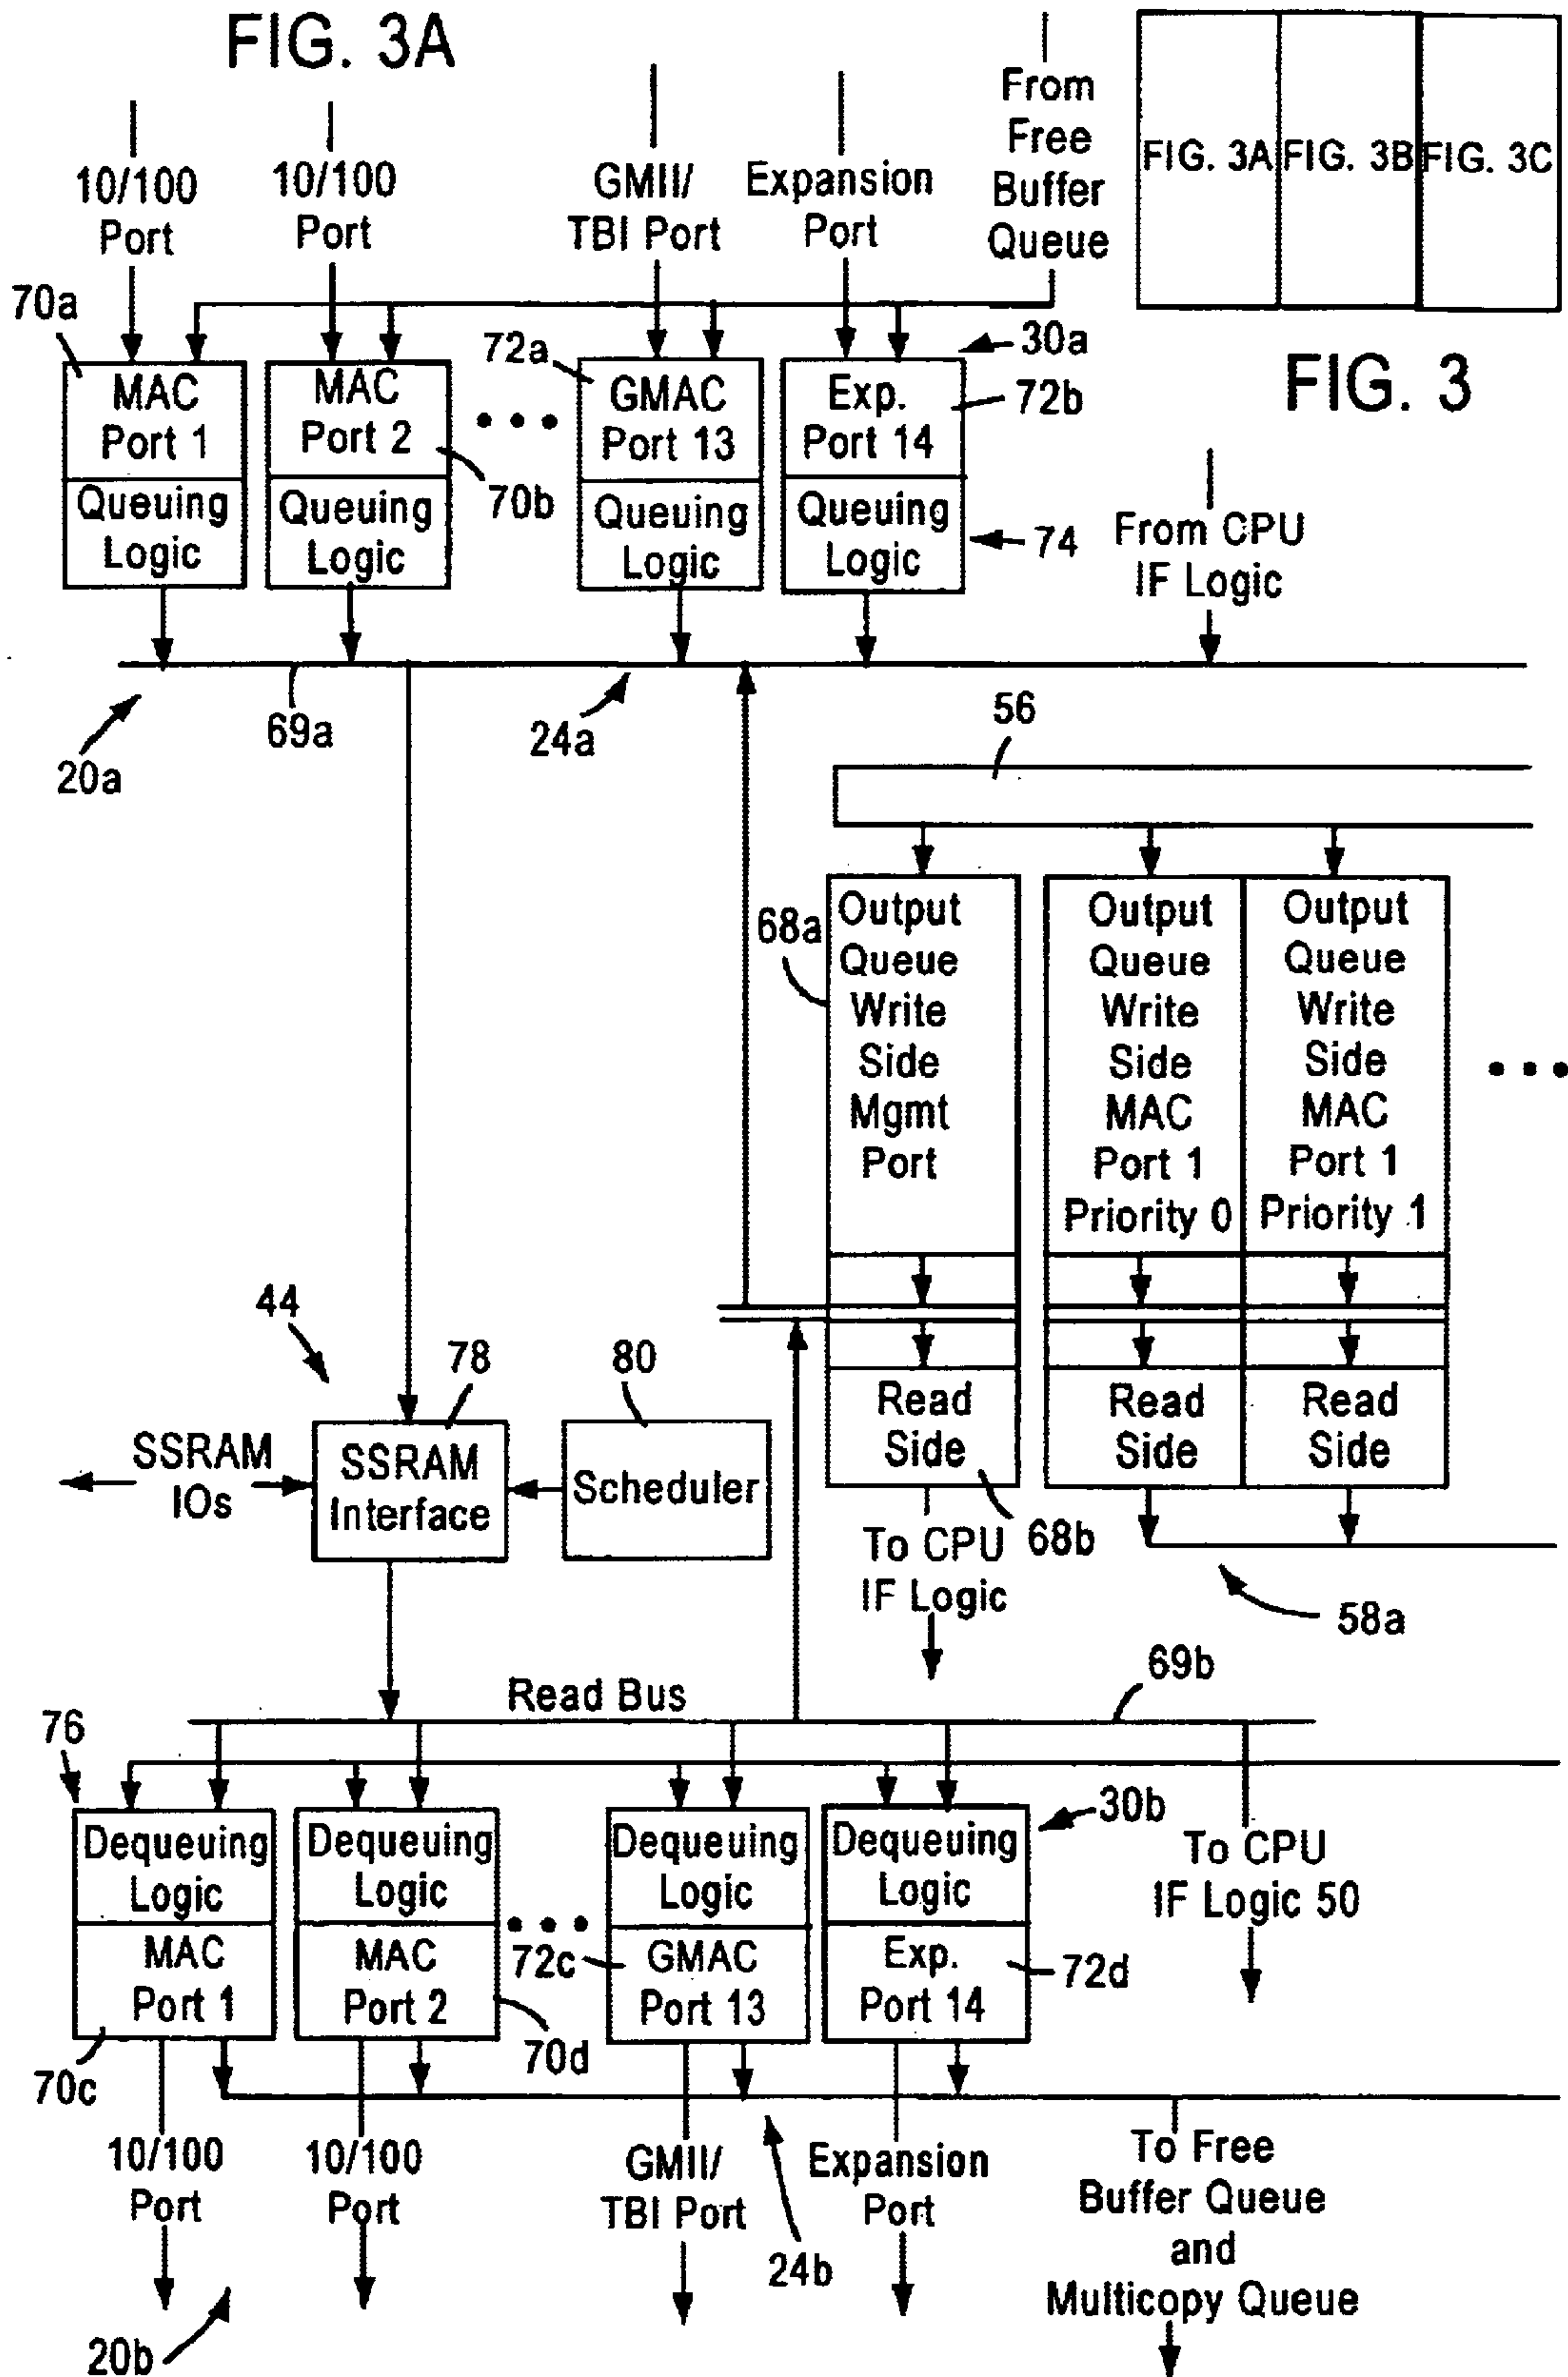 FIG. 3A
From
Free
Buffer
Queue
FIG. 3A
FIG. 3B
FIG. 3C
FIG. 3
10/100
Port
10/100
Port
GMII/
TBI Port
Expansion
Port
70a
72a
30a
MAC
Port 1
Queuing
Logic
MAC
Port 2
Queuing
Logic
70b
GMAC
Port 13
Queuing
Logic
Exp.
Port 14
Queuing
Logic
72b
74
From CPU
IF Logic
20a
69a
24a
56
68a
Output
Queue
Write
Side
Mgmt
Port
Output
Queue
Write
Side
MAC
Port 1
Priority 0
Output
Queue
Write
Side
MAC
Port 1
Priority 1
Read
Side
Read
Side
Read
Side
44
78
80
SSRAM
IOs
SSRAM
Interface
Scheduler
To CPU
IF Logic
68b
58a
Read Bus
69b
76
30b
Dequeuing
Logic
MAC
Port 1
Dequeuing
Logic
MAC
Port 2
Dequeuing
Logic
GMAC
Port 13
Dequeuing
Logic
Exp.
Port 14
72c
72d
To CPU
IF Logic 50
70c
70d
10/100
Port
10/100
Port
GMII/
TBI Port
Expansion
Port
To Free
Buffer Queue
and
Multicopy Queue
24b
20b